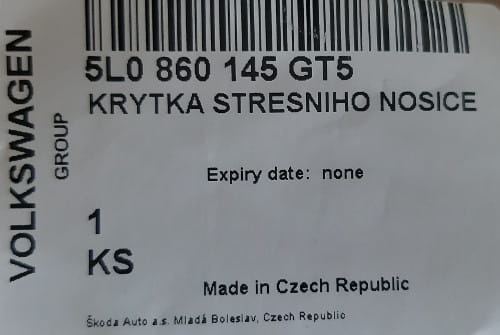 VOLKSWAGEN
GROUP
5L0 860 145 GT5
KRYTKA STRESNIHO NOSICE
Expiry date: none
1
KS
Made in Czech Republic
Škoda Auto a.s. Mladá Boleslav, Czech Republic